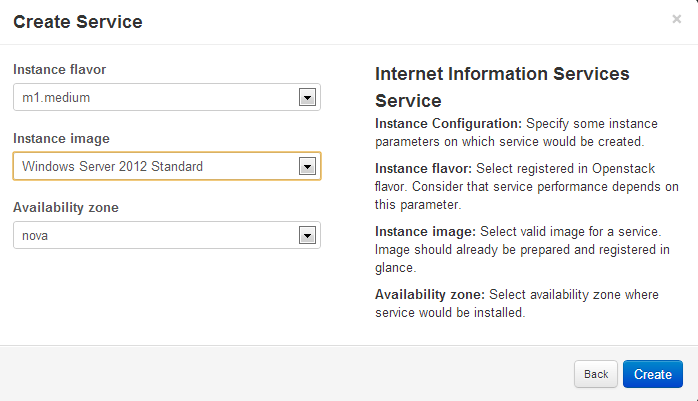 Create Service
×
Instance flavor
m1.medium
Instance image
Windows Server 2012 Standard
Availability zone
nova
Internet Information Services
Service
Instance Configuration: Specify some instance
parameters on which service would be created.
Instance flavor: Select registered in Openstack
flavor. Consider that service performance depends on
this parameter.
Instance image: Select valid image for a service.
Image should already be prepared and registered in
glance.
Availability zone: Select availability zone where
service would be installed.
Back
Create